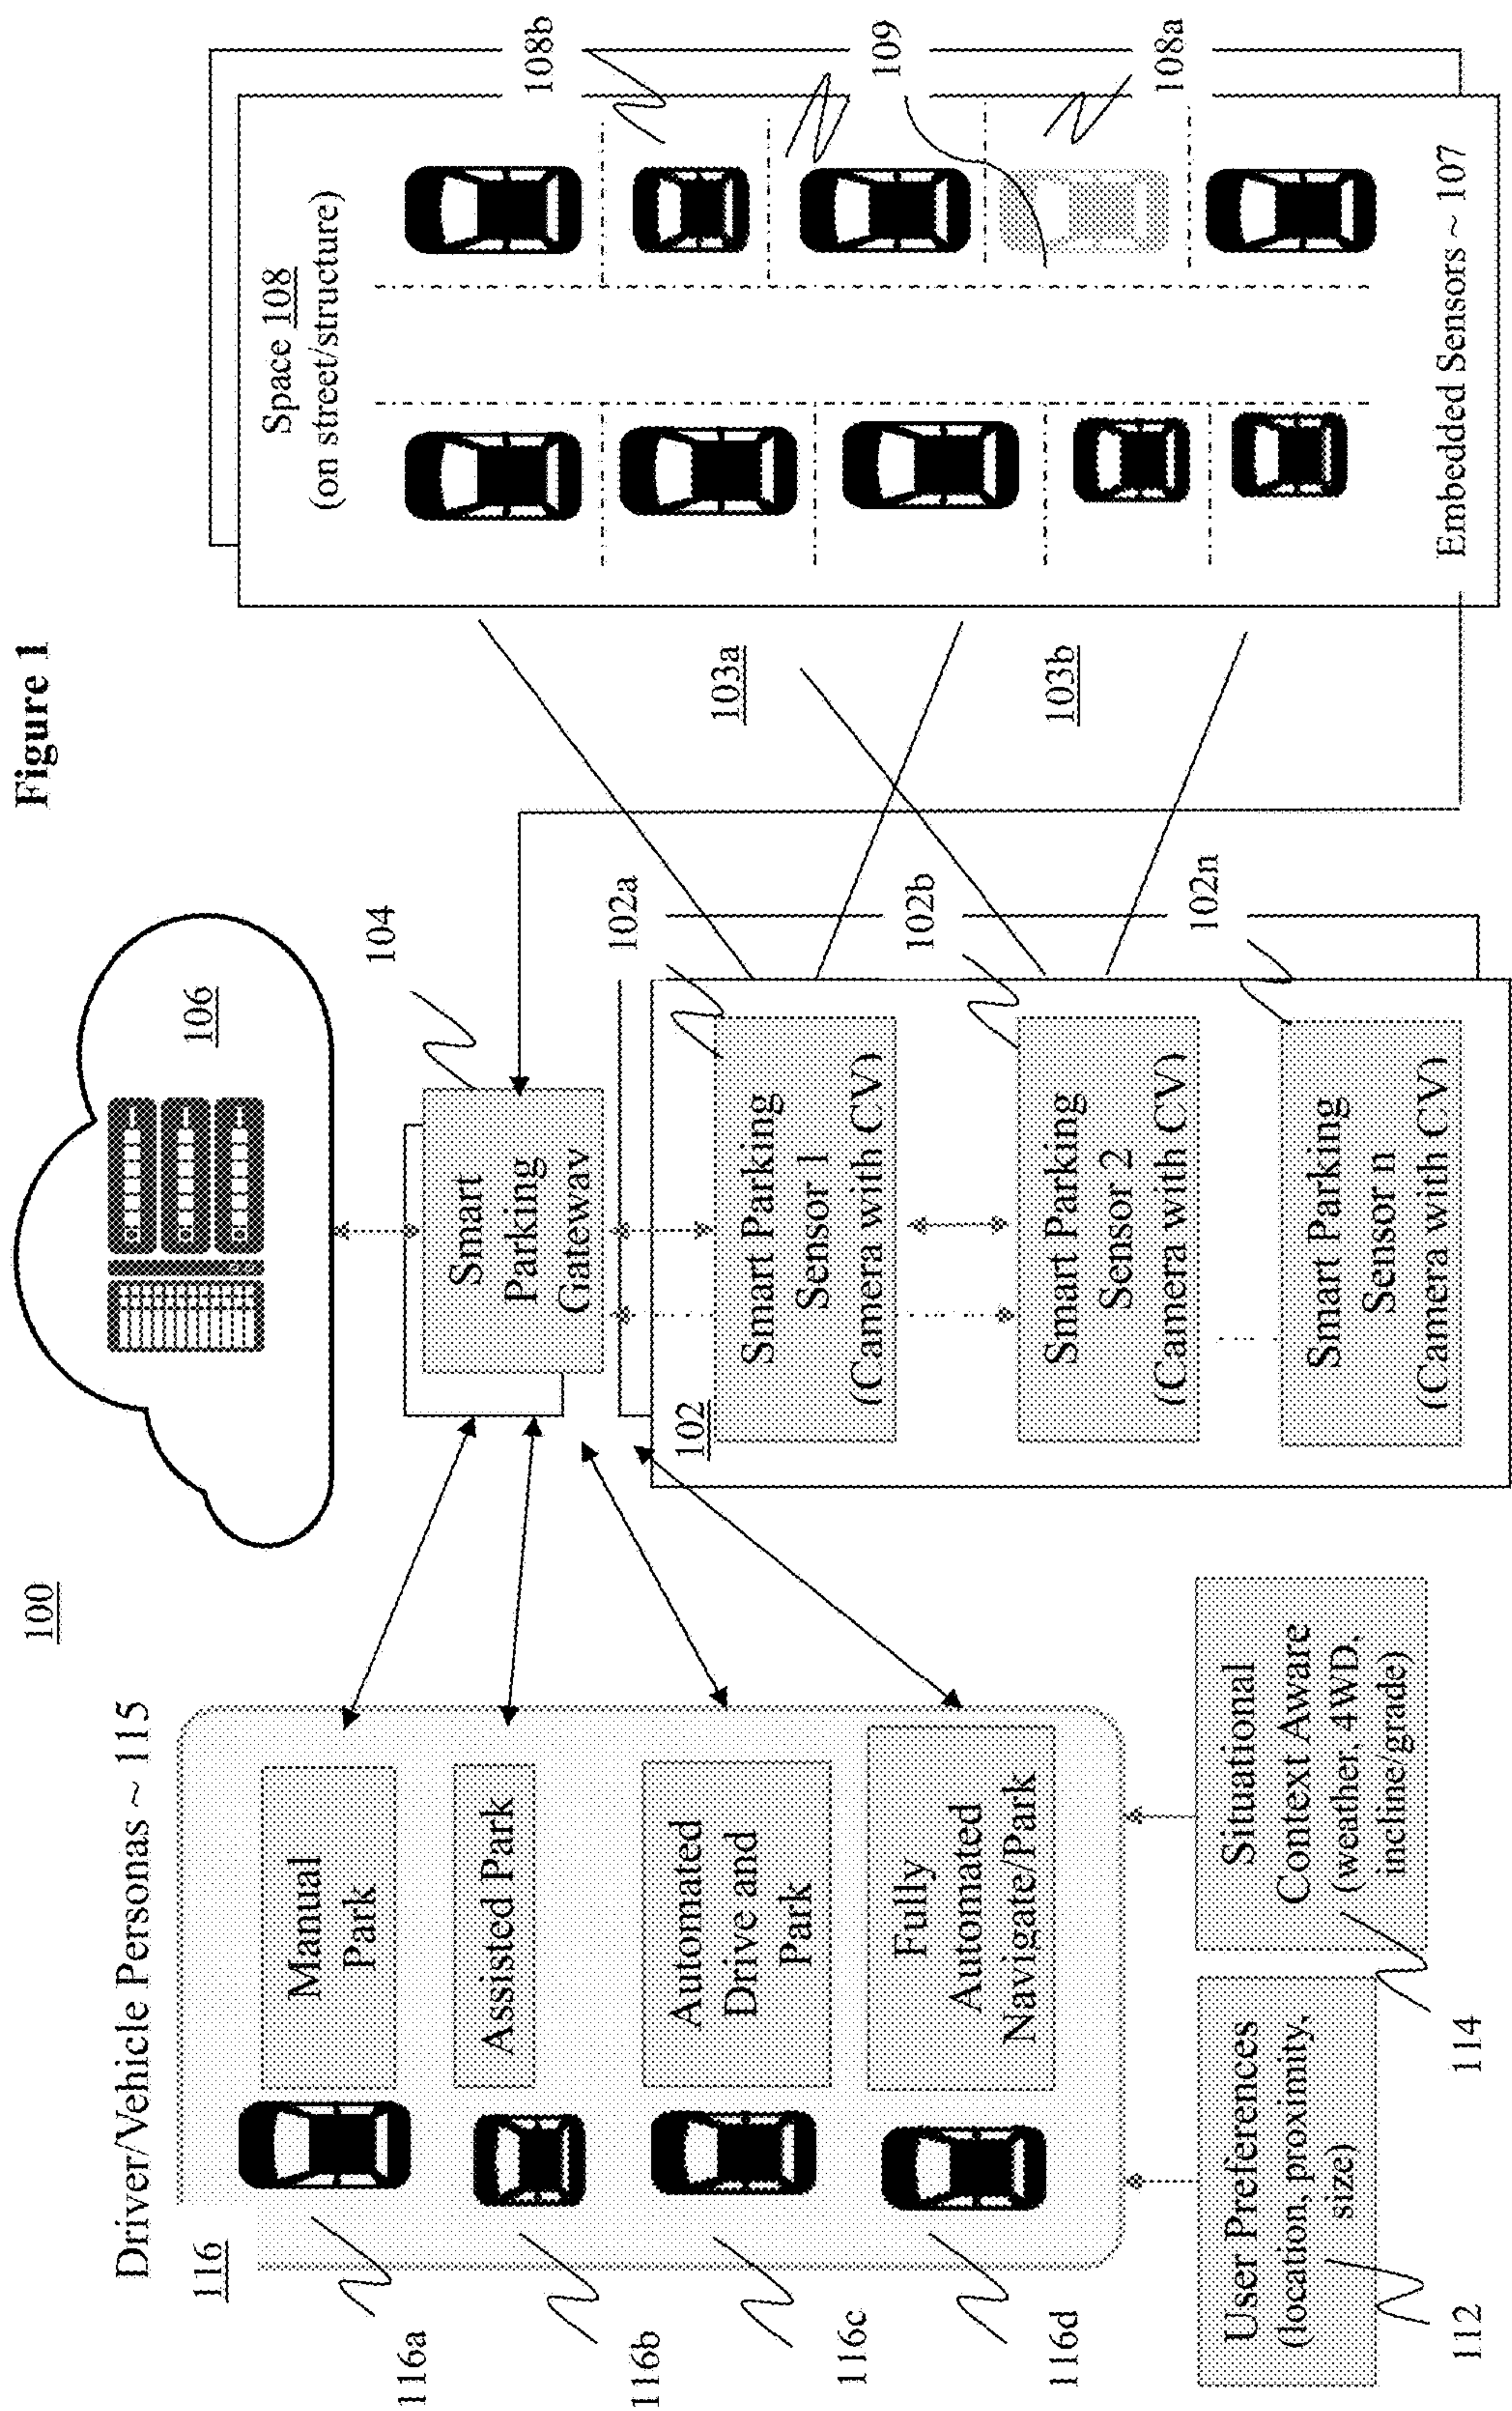 Figure 1
100
Driver/Vehicle Personas ~ 115
116
Manual
Park
Assisted Park
Automated
Drive and
Park
Fully
Automated
Navigate/Park
116a
116b
116c
116d
User Preferences
(location, proximity,
size)
112
Situational
Context Aware
(weather, 4WD,
incline/grade)
114
106
104
Smart
Parking
Gateway
102
Smart Parking
Sensor 1
(Camera with CV)
102a
Smart Parking
Sensor 2
(Camera with CV)
102b
Smart Parking
Sensor n
(Camera with CV)
102n
103a
103b
Space 108
(on street/structure)
108b
109
108a
Embedded Sensors ~ 107